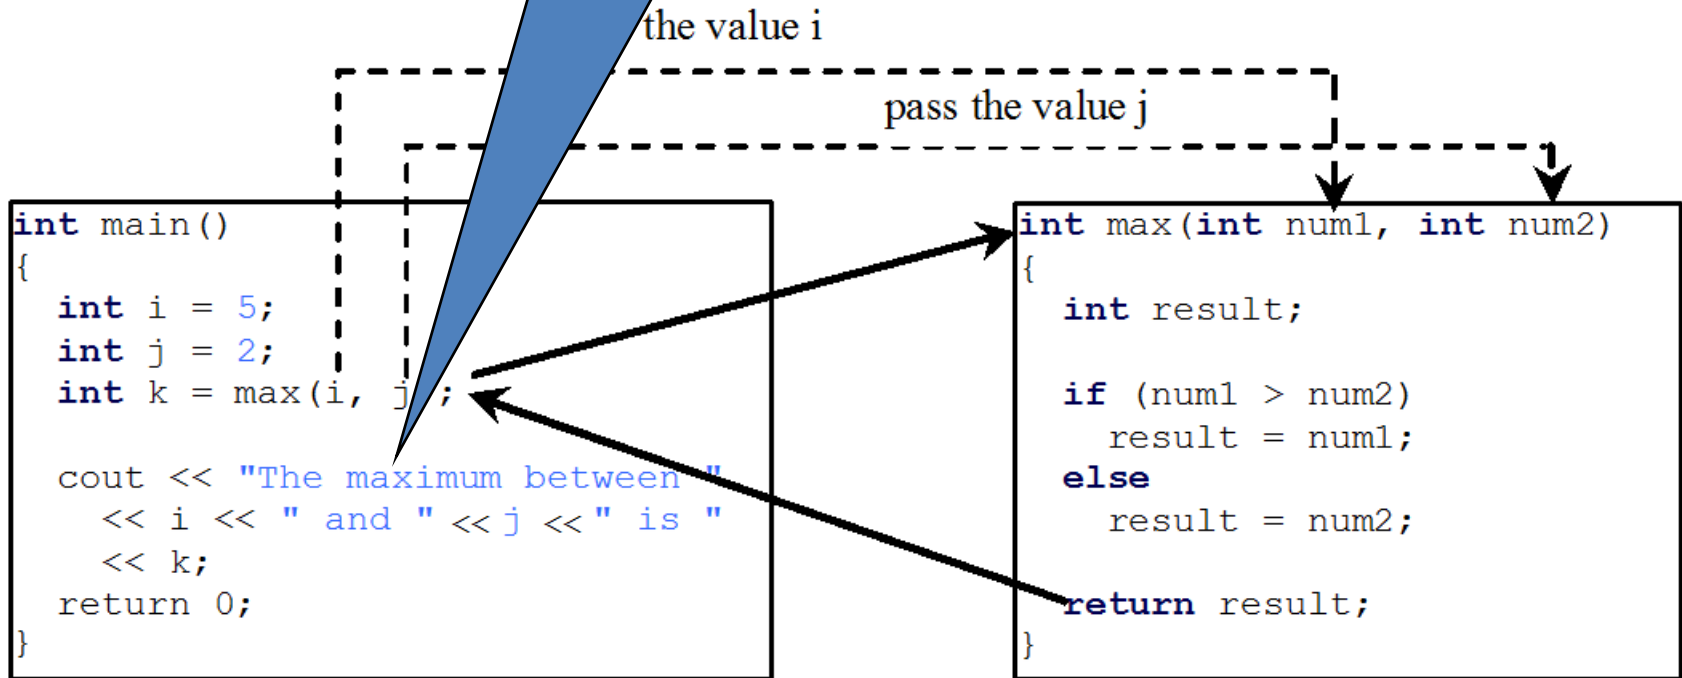 the value i
pass the value j
int main()
{
int i = 5;
int j = 2;
int k = max(i, j ;
cout << "The maximum between "
<< i << " and " << j << " is "
<< k;
return 0;
}
int max(int num1, int num2)
{
int result;
if (num1 > num2)
result = num1;
else
result = num2;
return result;
}